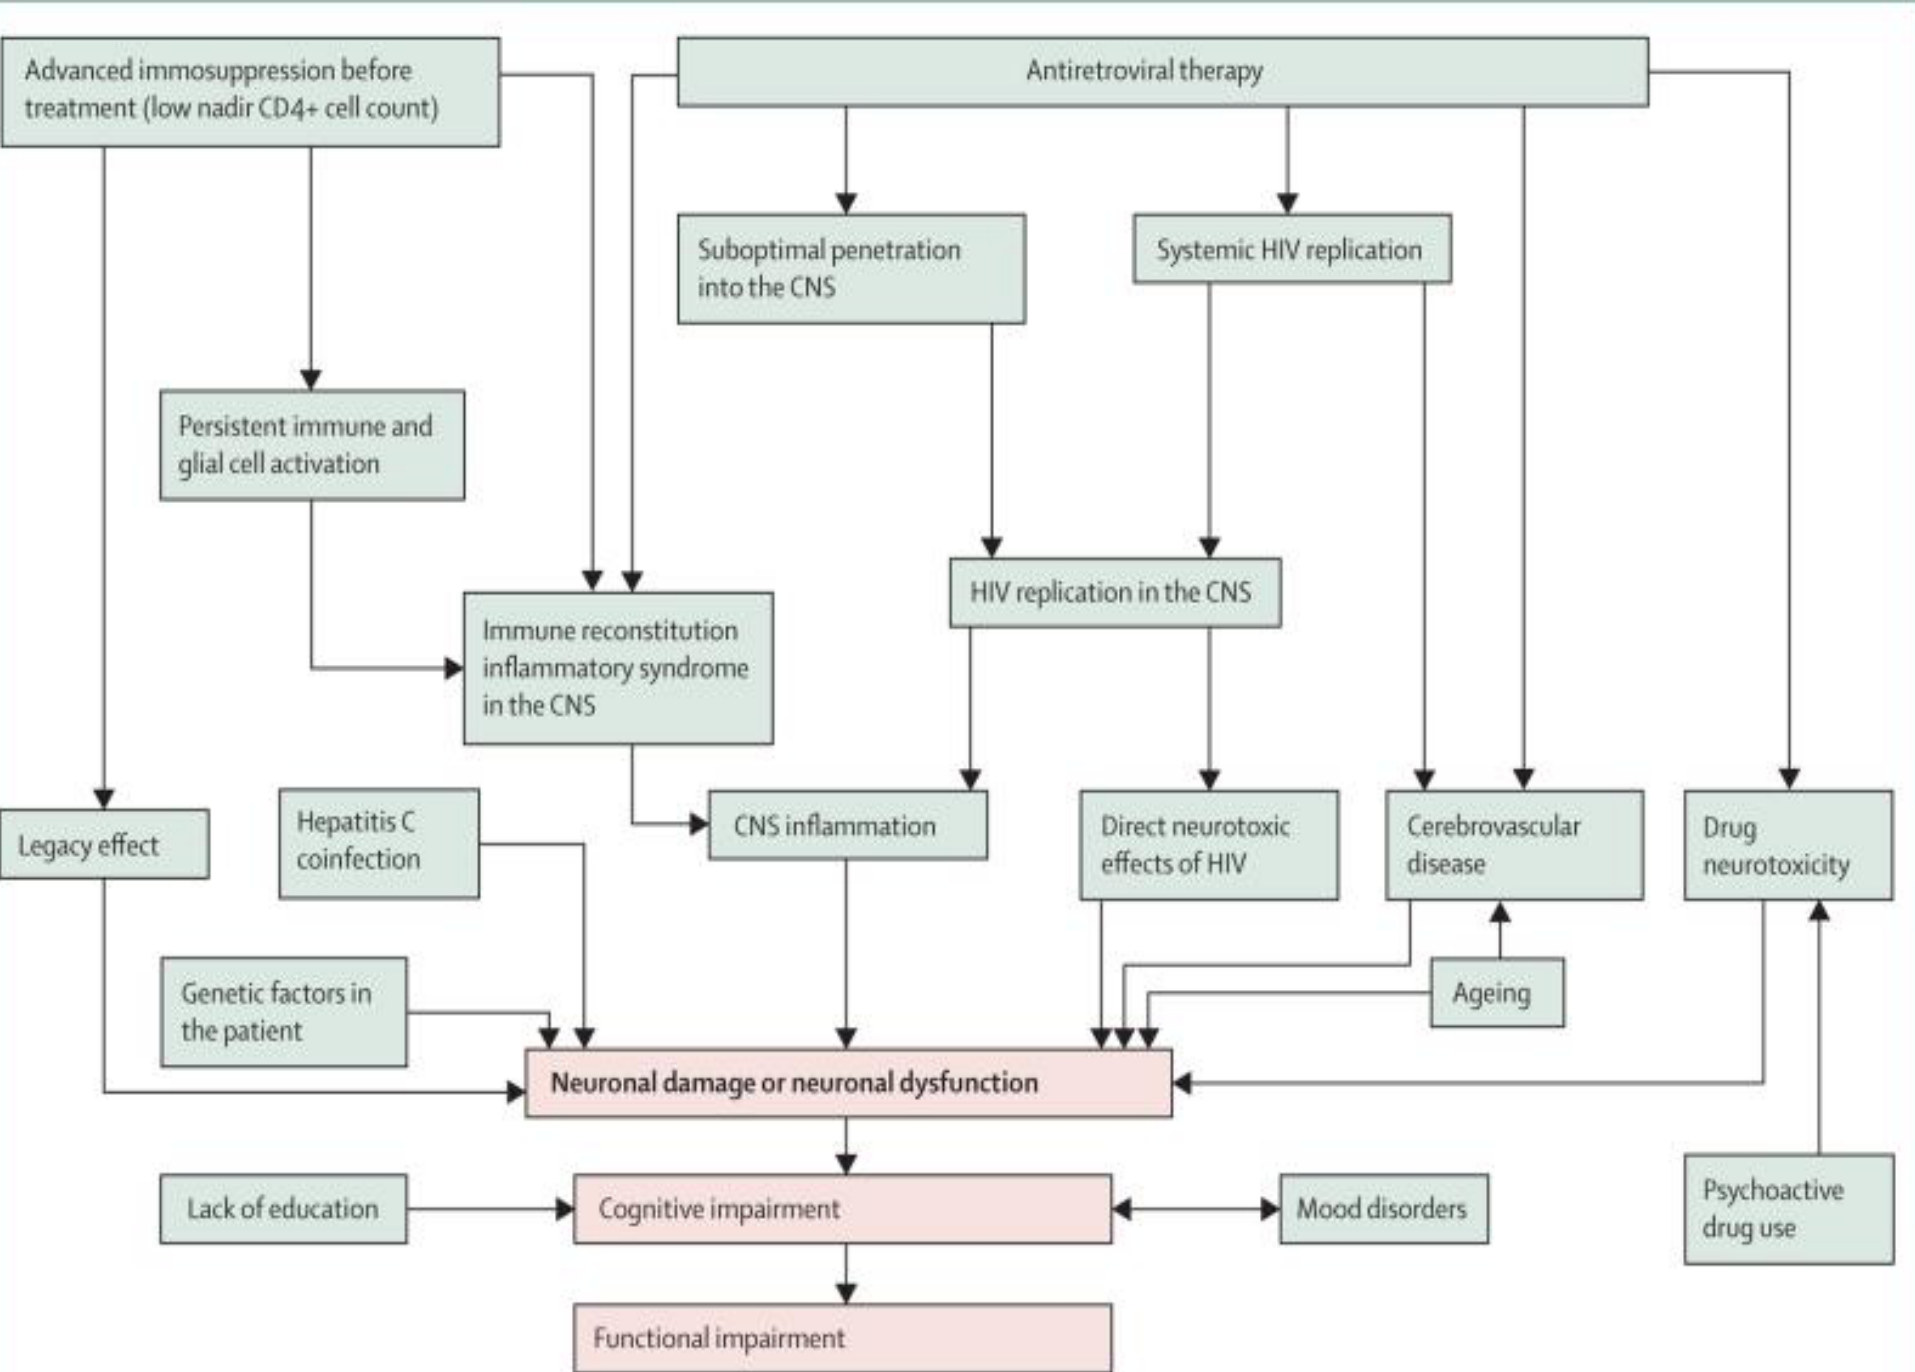 Advanced immosuppression before
treatment (low nadir CD4+ cell count)
Antiretroviral therapy
Suboptimal penetration
into the CNS
Systemic HIV replication
Persistent immune and
glial cell activation
HIV replication in the CNS
Immune reconstitution
inflammatory syndrome
in the CNS
Legacy effect
Hepatitis C
coinfection
CNS inflammation
Direct neurotoxic
effects of HIV
Cerebrovascular
disease
Drug
neurotoxicity
Genetic factors in
the patient
Ageing
Neuronal damage or neuronal dysfunction
Lack of education
Cognitive impairment
Mood disorders
Psychoactive
drug use
Functional impairment